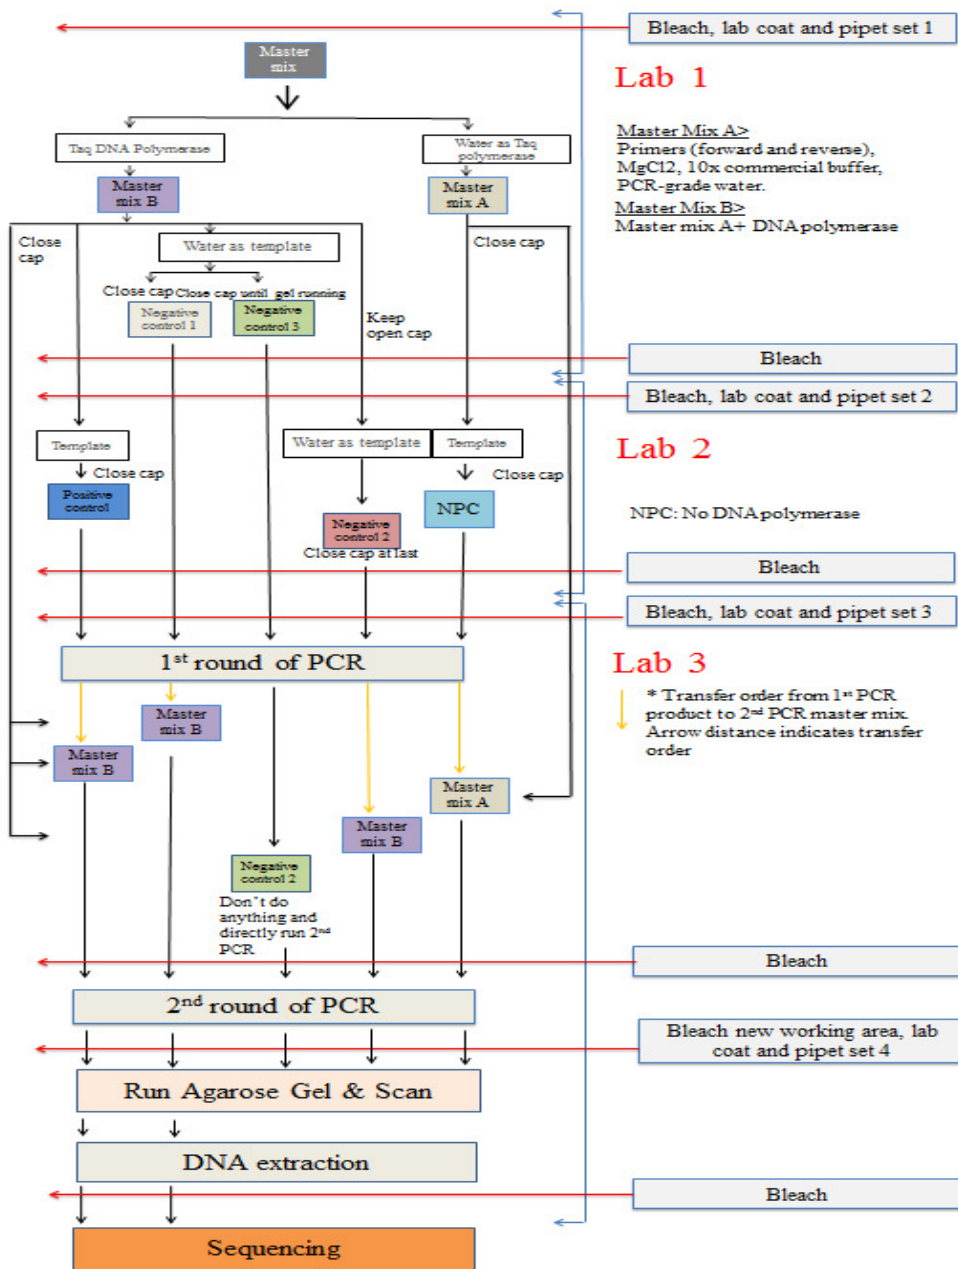 Bleach, lab coat and pipet set 1
Master
mix
Lab 1
Taq DNA Polymerase
Water as Taq
polymerase
Master Mix A>
Primers (forward and reverse),
MgCl2, 10x commercial buffer,
PCR-grade water.
Master Mix B>
Master mix A+ DNA polymerase
Master
mix B
Master
mix A
Close
cap
Water as template
Close cap
Close cap
Close cap until gel running
Negative
control 1
Negative
control 3
Keep
open cap
Bleach
Bleach, lab coat and pipet set 2
Lab 2
Template
Water as template
Template
Close cap
Close cap
Positive
control
Negative
control 2
NPC
NPC: No DNA polymerase
Close cap at last
Bleach
Bleach, lab coat and pipet set 3
1st round of PCR
Lab 3
* Transfer order from 1st PCR
product to 2nd PCR master mix.
Arrow distance indicates transfer
order
Master
mix B
Master
mix B
Master
mix A
Master
mix B
Negative
control 2
Don't do
anything and
directly run 2nd
PCR
Bleach
2nd round of PCR
Bleach new working area, lab
coat and pipet set 4
Run Agarose Gel & Scan
DNA extraction
Bleach
Sequencing